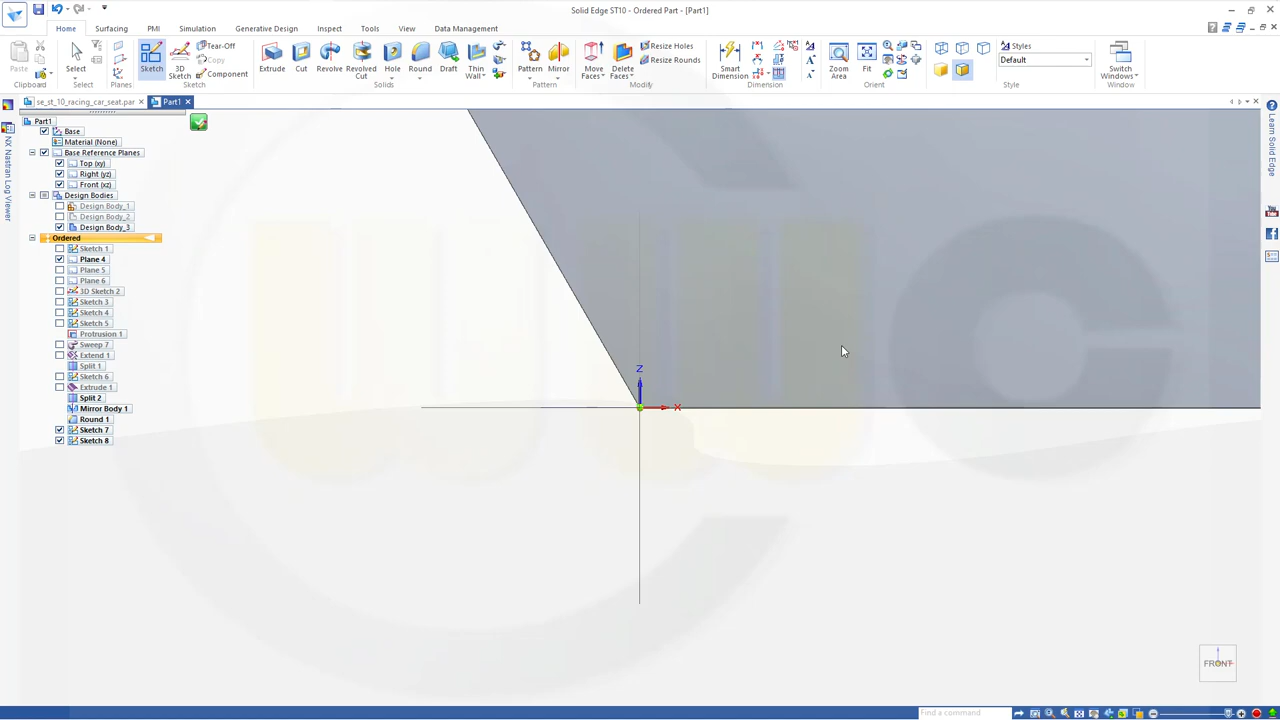 Solid Edge ST10 - Ordered Part - [Part1]
Home Surfacing PMI Simulation Generative Design Inspect Tools View Data Management
Paste
Clipboard
Select
Select
Planes
Sketch
3D Sketch
Tear-Off
Copy
Component
Sketch
Extrude
Cut
Revolve
Revolved Cut
Hole
Round
Draft
Thin Wall
Solids
Pattern
Mirror
Pattern
Move Faces
Delete Faces
Resize Holes
Resize Rounds
Modify
Smart Dimension
Dimension
Zoom Area
Fit
Orient
Styles
Default
Style
Switch Windows
Window
se_st_10_racing_car_seat.par
Part1
NX Nastran Log Viewer
Learn Solid Edge
Part1
Base
Material (None)
Base Reference Planes
Top (xy)
Right (yz)
Front (xz)
Design Bodies
Design Body_1
Design Body_2
Design Body_3
Ordered
Sketch 1
Plane 4
Plane 5
Plane 6
3D Sketch 2
Sketch 3
Sketch 4
Sketch 5
Protrusion 1
Sweep 7
Extend 1
Split 1
Sketch 6
Extrude 1
Split 2
Mirror Body 1
Round 1
Sketch 7
Sketch 8
Z
X
FRONT
Find a command